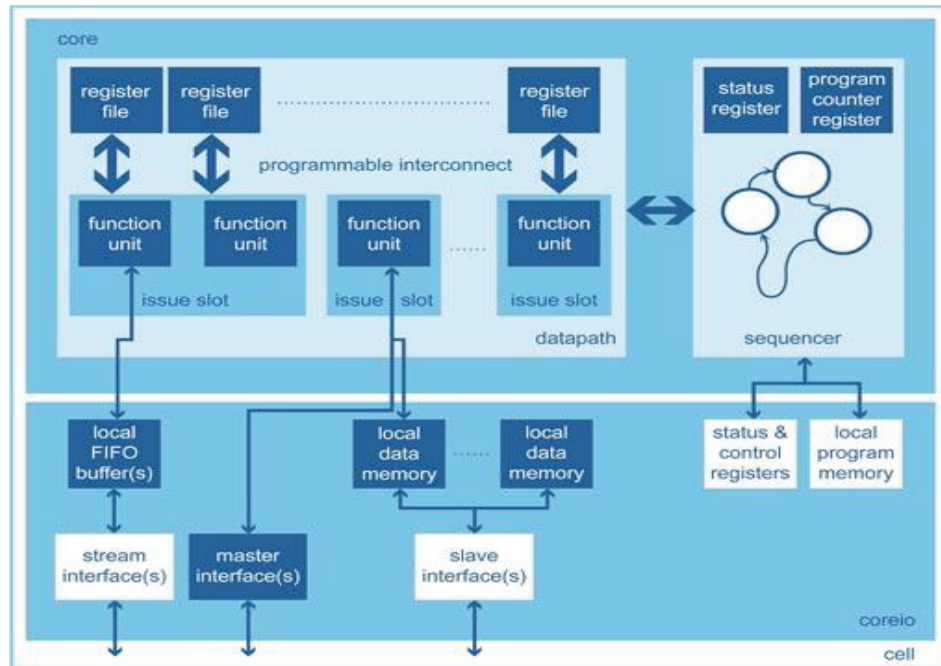 core
register
file
register
file
register
file
status
register
program
counter
register
programmable interconnect
function
unit
function
unit
function
unit
function
unit
issue slot
issue slot
issue slot
datapath
sequencer
local
FIFO
buffer(s)
local
data
memory
local
data
memory
status &
control
registers
local
program
memory
stream
interface(s)
master
interface(s)
slave
interface(s)
coreio
cell